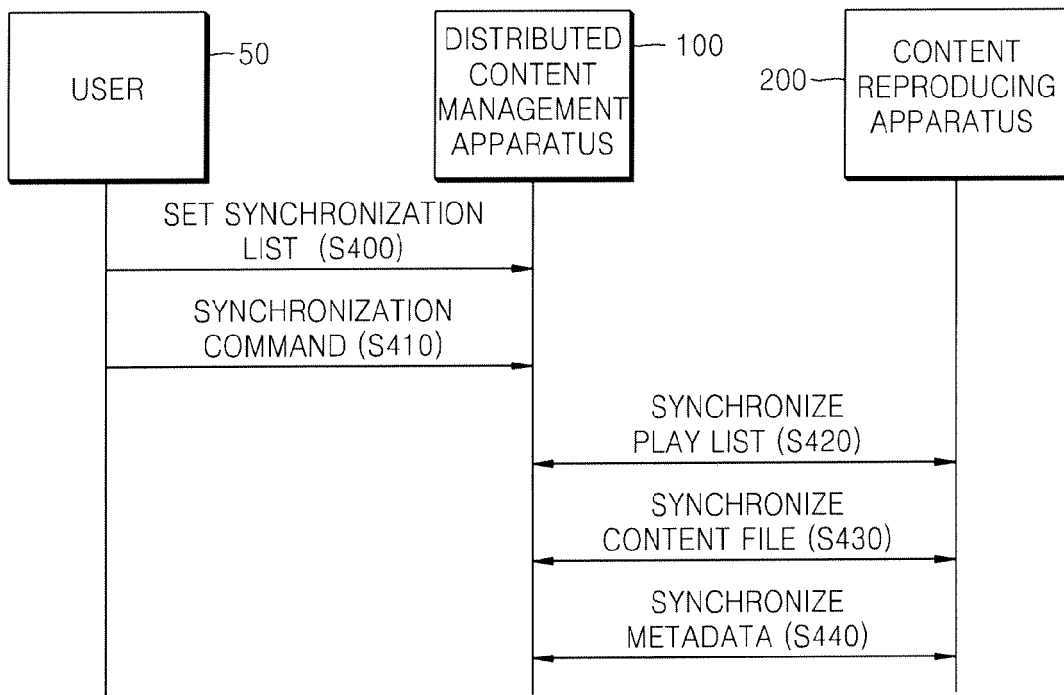 USER
50
DISTRIBUTED
CONTENT
MANAGEMENT
APPARATUS
100
200
CONTENT
REPRODUCING
APPARATUS
SET SYNCHRONIZATION
LIST (S400)
SYNCHRONIZATION
COMMAND (S410)
SYNCHRONIZE
PLAY LIST (S420)
SYNCHRONIZE
CONTENT FILE (S430)
SYNCHRONIZE
METADATA (S440)